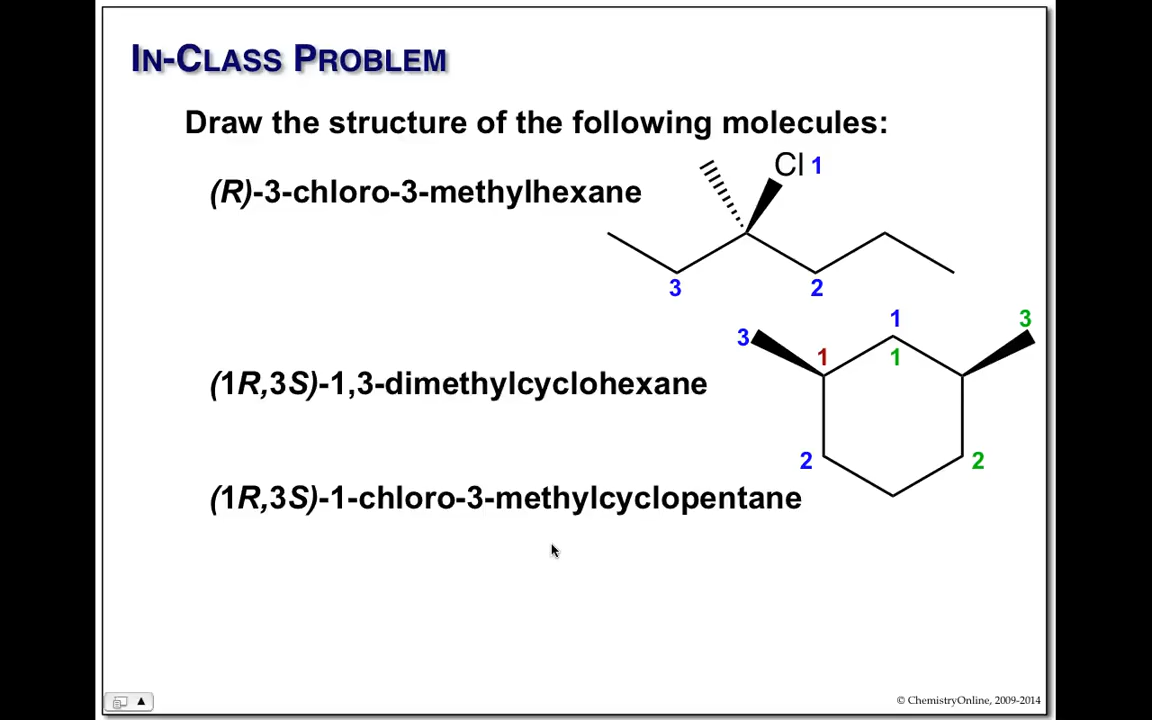 IN-CLASS PROBLEM
Draw the structure of the following molecules:
Cl 1
(R)-3-chloro-3-methylhexane
3 2
1 3
3 1 1
(1R,3S)-1,3-dimethylcyclohexane
2 2
(1R,3S)-1-chloro-3-methylcyclopentane
© ChemistryOnline, 2009-2014